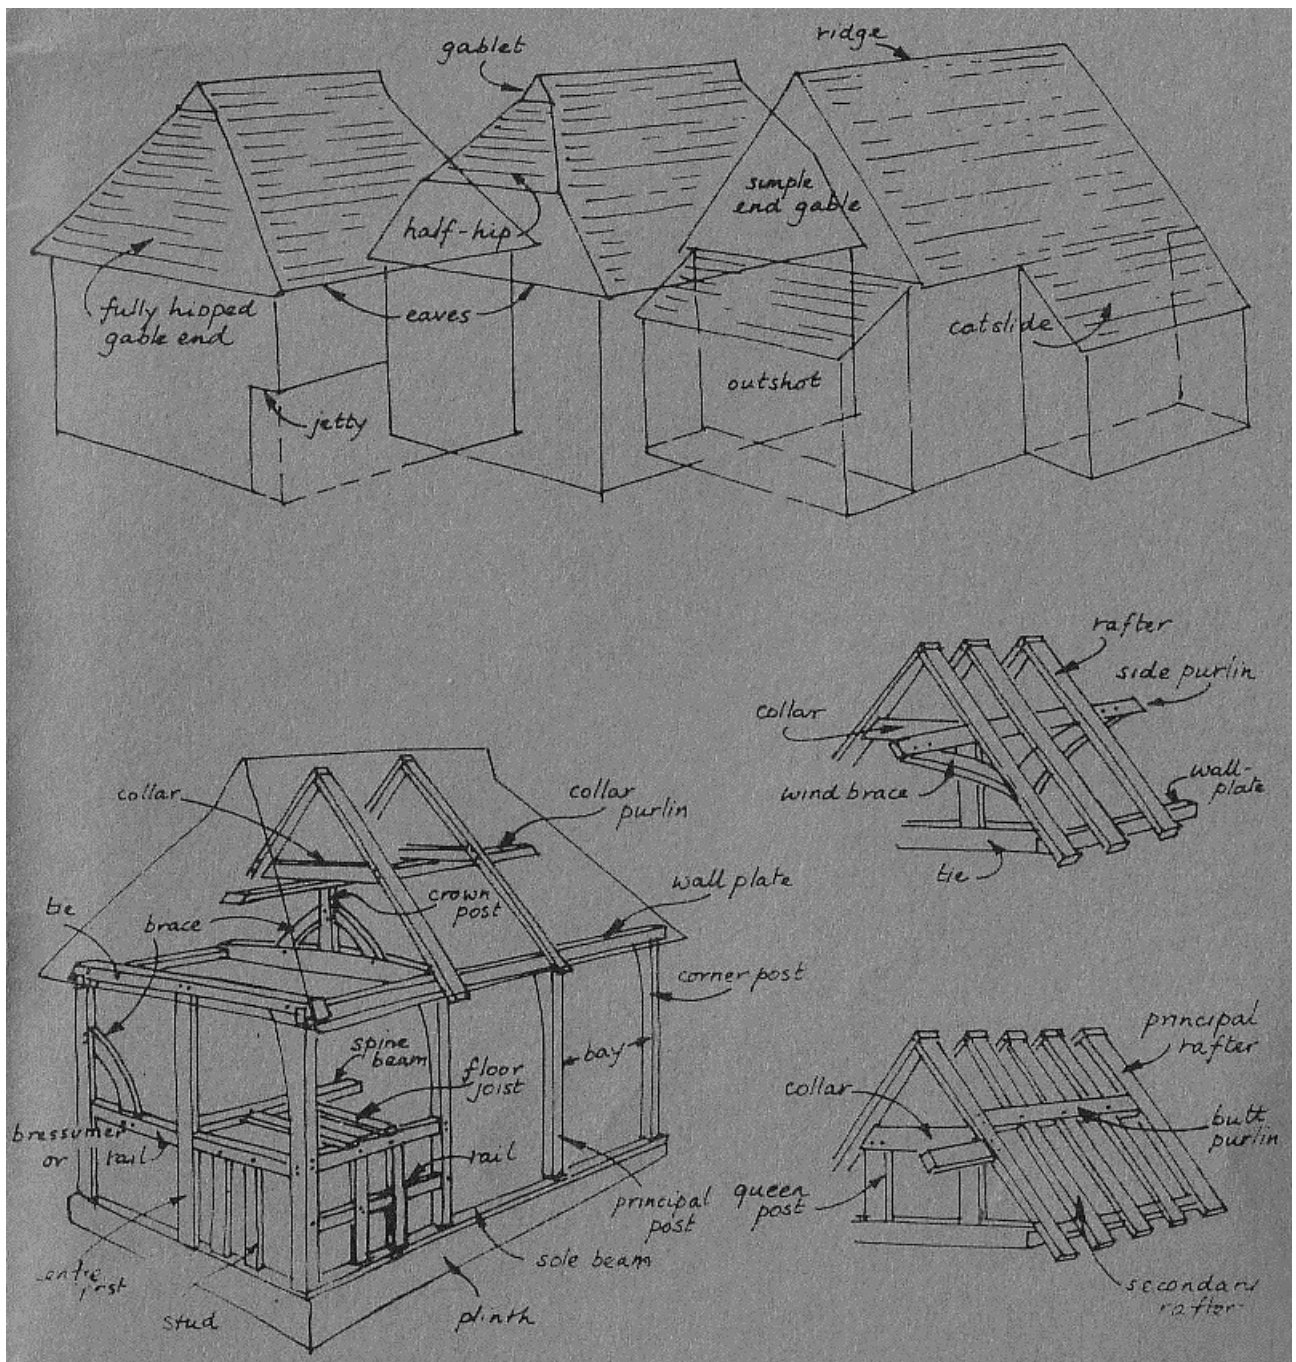 gablet
ridge
simple
end gable
half-hip
fully hipped
gable end
eaves
catslide
outshot
jetty
rafter
side purlin
collar
wind brace
wall-
plate
tie
collar
collar
purlin
crown
post
wall plate
tie
brace
corner post
spine
beam
floor
joist
bay
bressumer
or rail
rail
principal
post
sole beam
stud
plinth
principal
rafter
collar
butt
purlin
queen
post
rafter